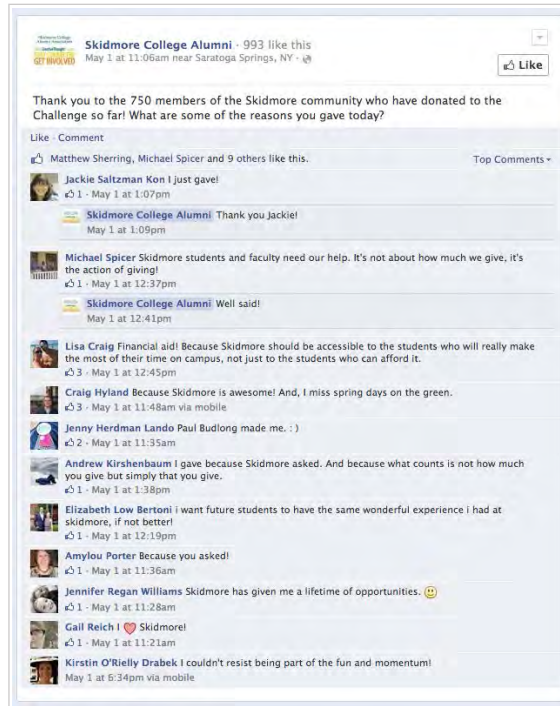 Skidmore College
GET INVOLVED
Skidmore College Alumni · 993 like this
May 1 at 11:06am near Saratoga Springs, NY ·
Like
Thank you to the 750 members of the Skidmore community who have donated to the
Challenge so far! What are some of the reasons you gave today?
Like · Comment
Matthew Sherring, Michael Spicer and 9 others like this.
Top Comments
Jackie Saltzman Kon I just gave!
1 · May 1 at 1:07pm
Skidmore College Alumni Thank you Jackie!
May 1 at 1:09pm
Michael Spicer Skidmore students and faculty need our help. It's not about how much we give, it's
the action of giving!
1 · May 1 at 12:37pm
Skidmore College Alumni Well said!
May 1 at 12:41pm
Lisa Craig Financial aid! Because Skidmore should be accessible to the students who will really make
the most of their time on campus, not just to the students who can afford it.
3 · May 1 at 12:45pm
Craig Hyland Because Skidmore is awesome! And, I miss spring days on the green.
3 · May 1 at 11:48am via mobile
Jenny Herdman Lando Paul Budlong made me. : )
2 · May 1 at 11:35am
Andrew Kirshenbaum I gave because Skidmore asked. And because what counts is not how much
you give but simply that you give.
1 · May 1 at 1:38pm
Elizabeth Low Bertoni i want future students to have the same wonderful experience i had at
skidmore, if not better!
1 · May 1 at 12:19pm
Amylou Porter Because you asked!
1 · May 1 at 11:36am
Jennifer Regan Williams Skidmore has given me a lifetime of opportunities.
1 · May 1 at 11:28am
Gail Reich I ❤ Skidmore!
1 · May 1 at 11:21am
Kirstin O'Rielly Drabek I couldn't resist being part of the fun and momentum!
May 1 at 6:34pm via mobile